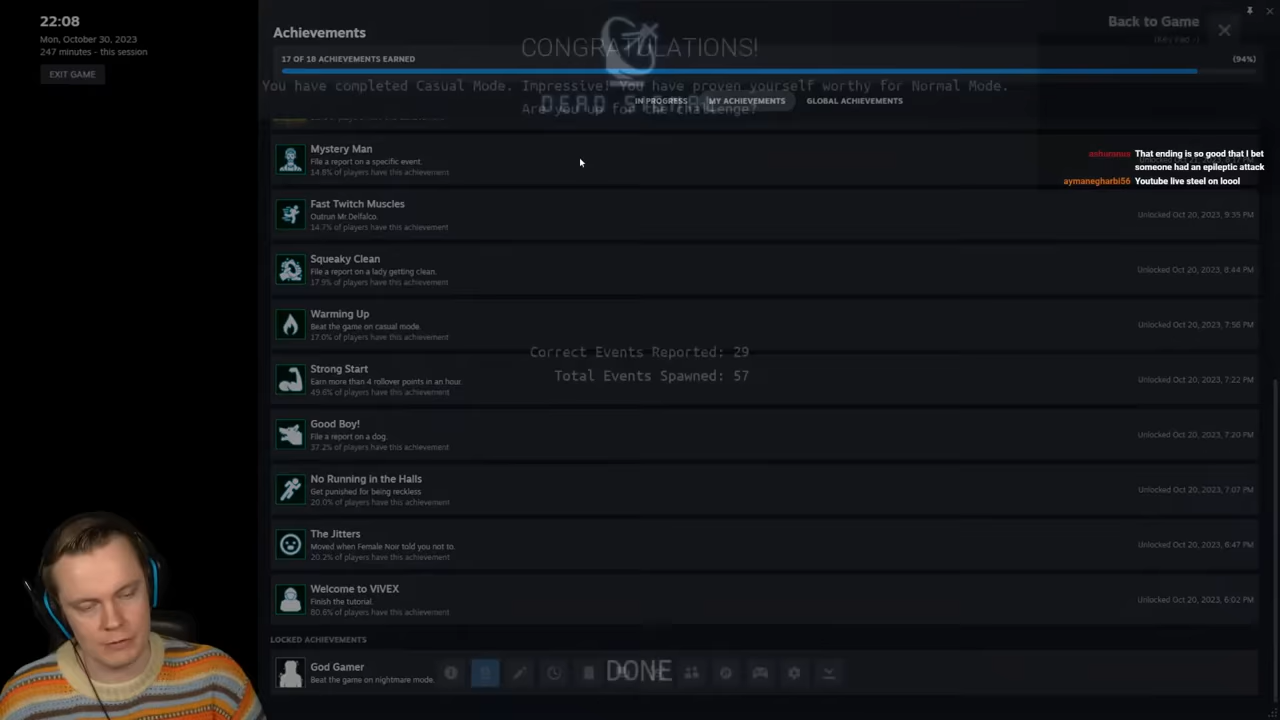 22:08
Mon, October 30, 2023
247 minutes - this session
EXIT GAME
Achievements
Back to Game
CONGRATULATIONS!
17 OF 18 ACHIEVEMENTS EARNED
(94%)
You have completed Casual Mode. Impressive! You have proven yourself worthy for Normal Mode.
Are you up for the challenge?
IN PROGRESS
MY ACHIEVEMENTS
GLOBAL ACHIEVEMENTS
Mystery Man
File a report on a specific event.
14.8% of players have this achievement
ashurauus That ending is so good that I bet
someone had an epileptic attack
aymanegharbi56 Youtube live steel on loool
Fast Twitch Muscles
Outrun Mr.Delfalco.
14.7% of players have this achievement
Unlocked Oct 20, 2023, 9:35 PM
Squeaky Clean
File a report on a lady getting clean.
17.9% of players have this achievement
Unlocked Oct 20, 2023, 8:44 PM
Warming Up
Beat the game on casual mode.
17.0% of players have this achievement
Unlocked Oct 20, 2023, 7:56 PM
Correct Events Reported: 29
Total Events Spawned: 57
Strong Start
Earn more than 4 rollover points in an hour.
49.6% of players have this achievement
Unlocked Oct 20, 2023, 7:22 PM
Good Boy!
File a report on a dog.
37.2% of players have this achievement
Unlocked Oct 20, 2023, 7:20 PM
No Running in the Halls
Get punished for being reckless
20.0% of players have this achievement
Unlocked Oct 20, 2023, 7:07 PM
The Jitters
Moved when Female Noir told you not to.
20.2% of players have this achievement
Unlocked Oct 20, 2023, 6:47 PM
Welcome to VIVEX
Finish the tutorial.
80.6% of players have this achievement
Unlocked Oct 20, 2023, 6:02 PM
LOCKED ACHIEVEMENTS
God Gamer
Beat the game on nightmare mode.
DONE